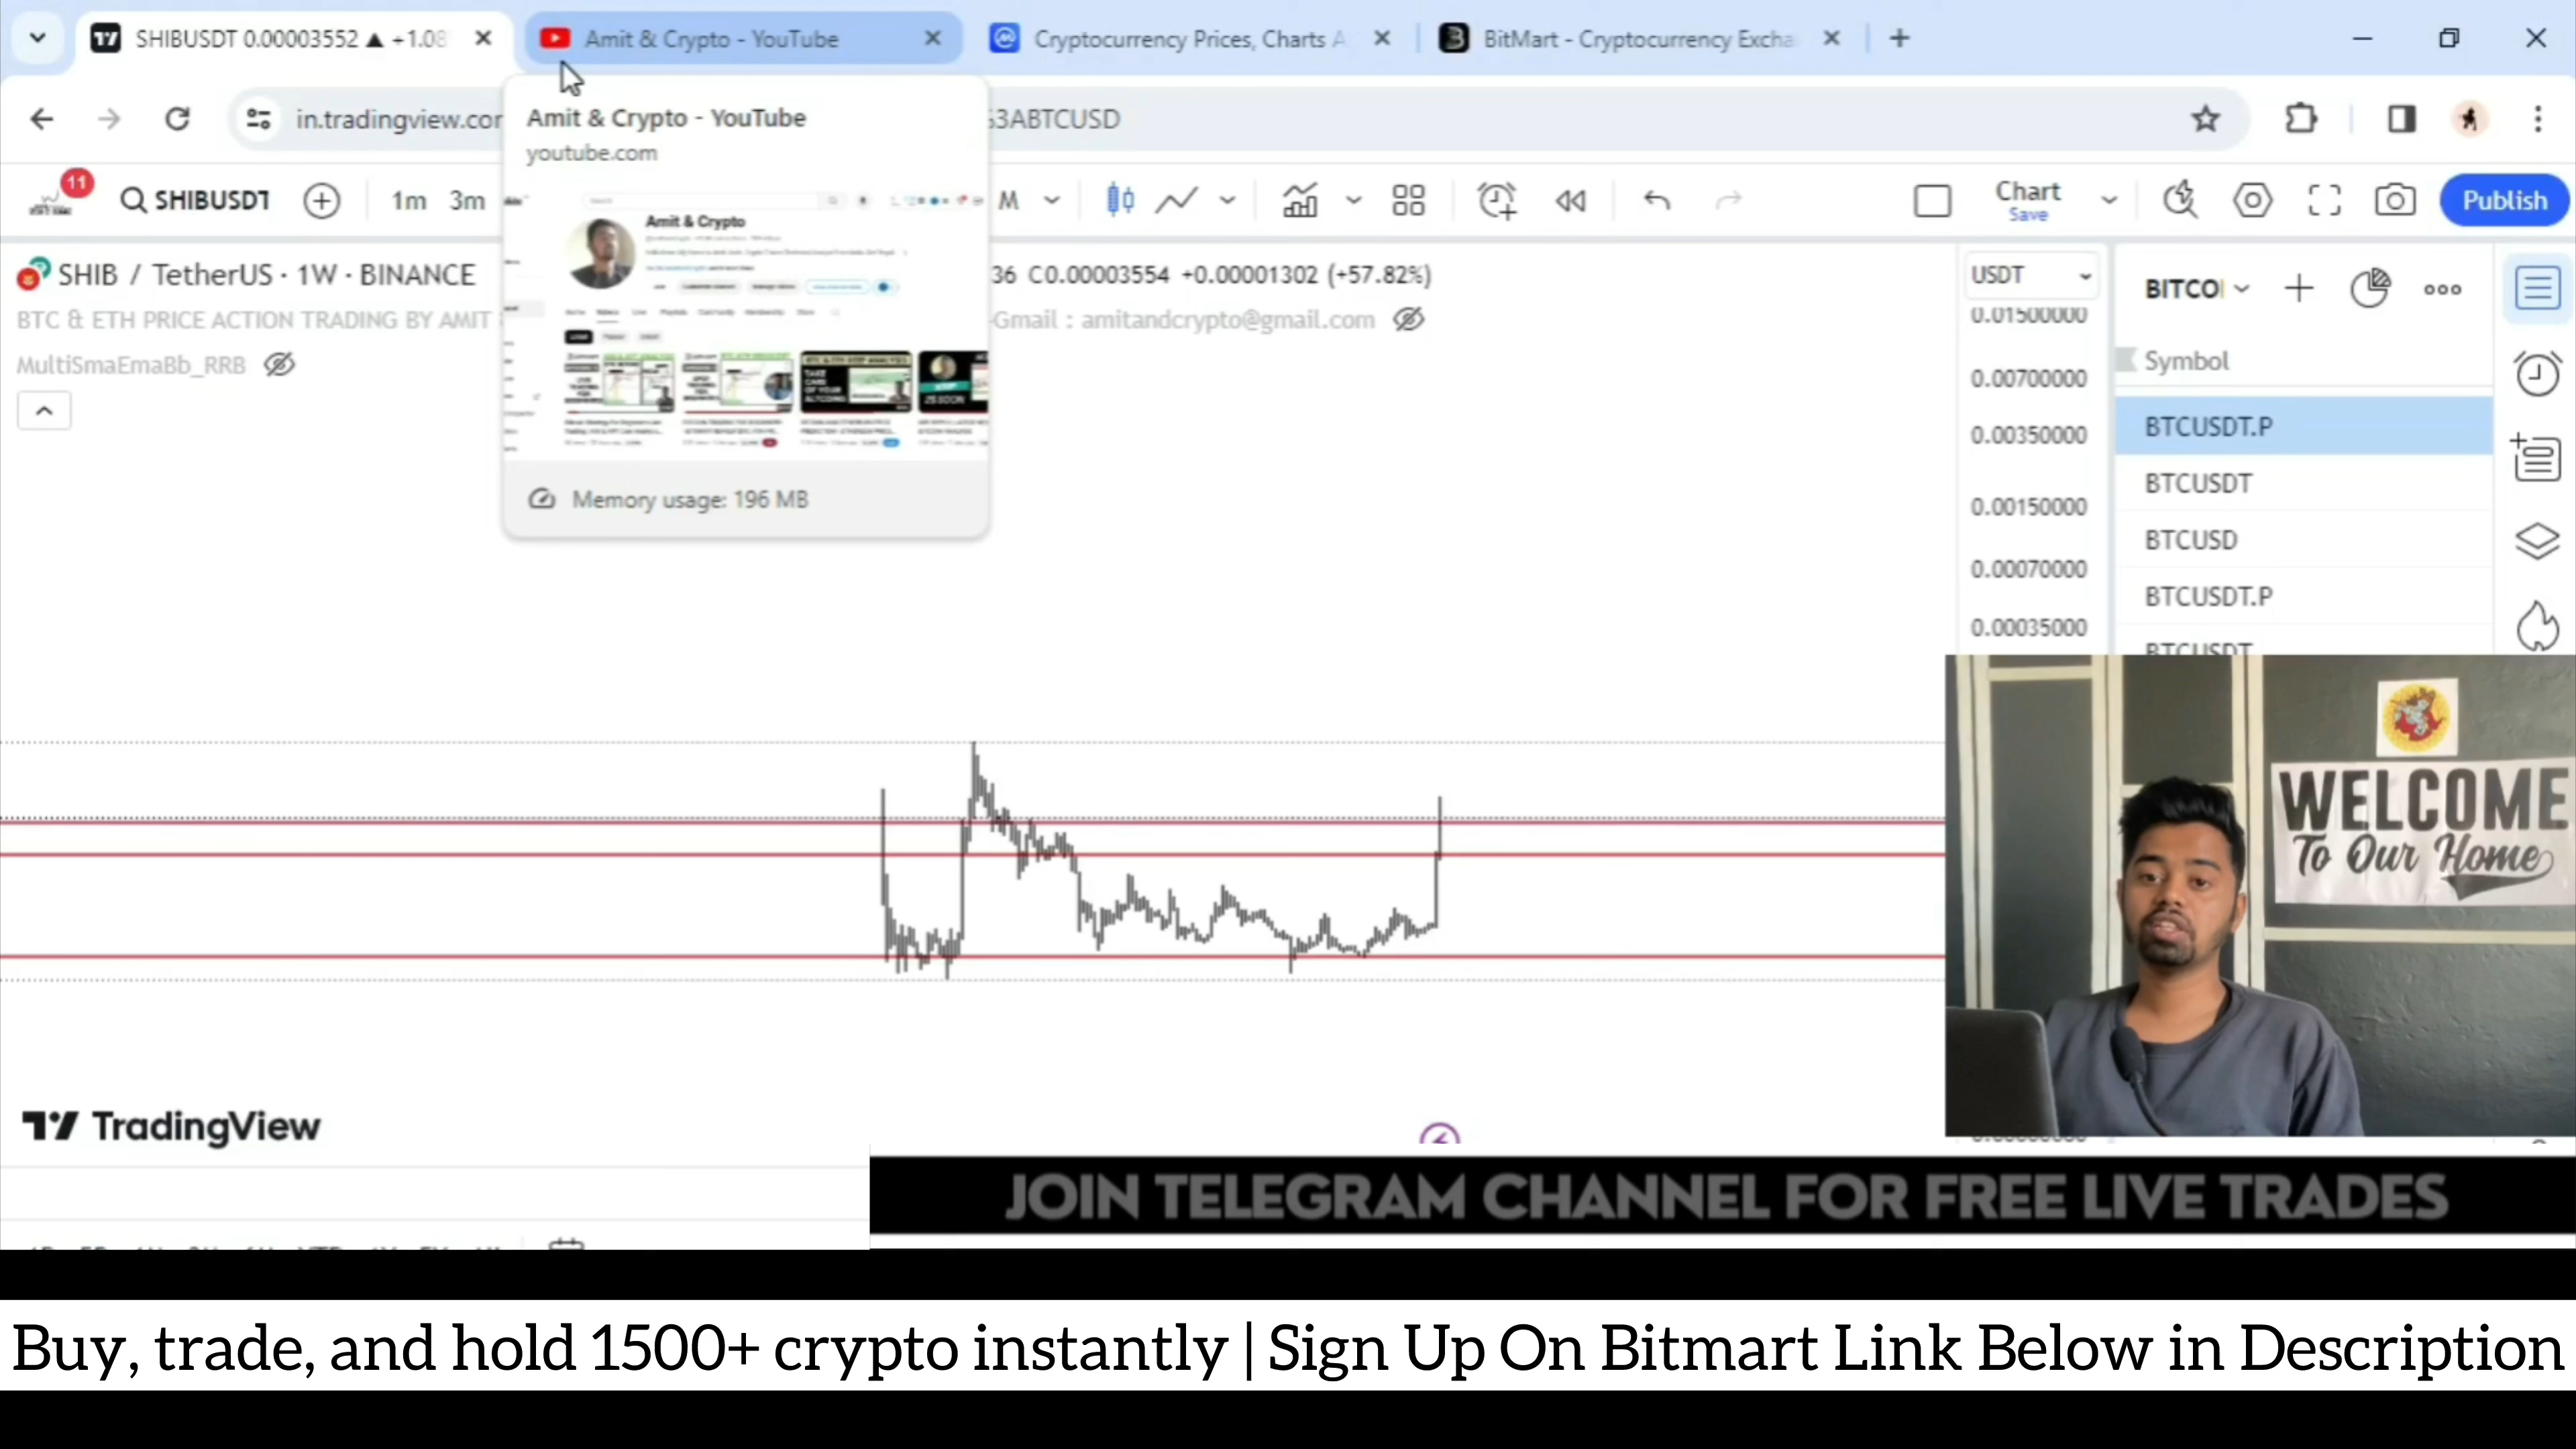 SHIBUSDT 0.00003552 ▲ +1.08
Amit & Crypto - YouTube
Cryptocurrency Prices, Charts A
BitMart - Cryptocurrency Excha
in.tradingview.cor
3ABTCUSD
Amit & Crypto - YouTube
youtube.com
Amit & Crypto
Memory usage: 196 MB
11
SHIBUSDT
1m 3m
M
Chart
Save
Publish
SHIB / TetherUS · 1W · BINANCE
36 C0.00003554 +0.00001302 (+57.82%)
BTC & ETH PRICE ACTION TRADING BY AMIT
-Gmail : amitandcrypto@gmail.com
MultiSmaEmaBb_RRB
USDT
0.01500000
0.00700000
0.00350000
0.00150000
0.00070000
0.00035000
BITCOI
Symbol
BTCUSDT.P
BTCUSDT
BTCUSD
BTCUSDT.P
BTCUSDT
WELCOME
To Our Home
TradingView
JOIN TELEGRAM CHANNEL FOR FREE LIVE TRADES
Buy, trade, and hold 1500+ crypto instantly | Sign Up On Bitmart Link Below in Description